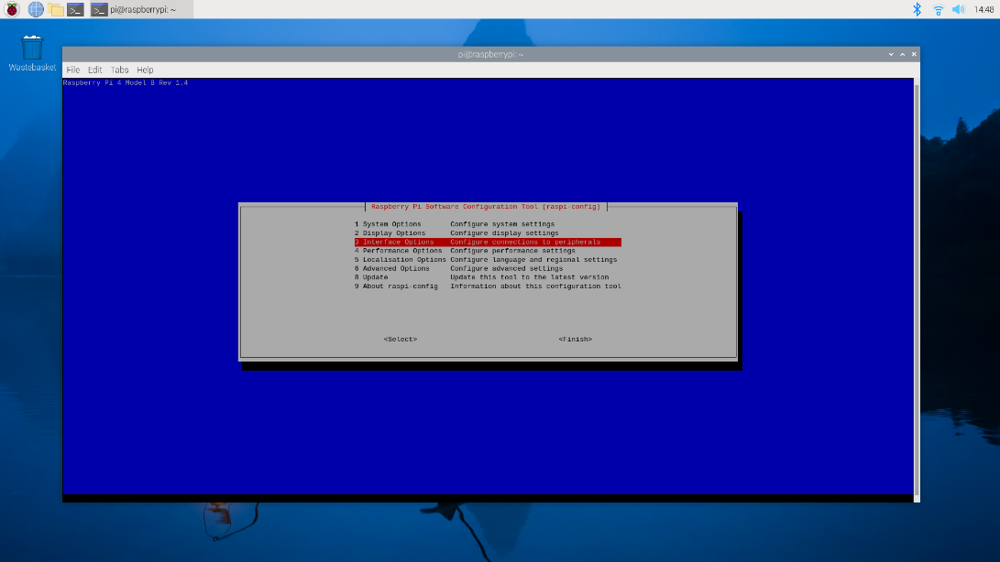 pi@raspberrypi: ~
14:48
Wastebasket
pi@raspberrypi: ~
File Edit Tabs Help
Raspberry Pi 4 Model B Rev 1.4
Raspberry Pi Software Configuration Tool (raspi-config)
1 System Options Configure system settings
2 Display Options Configure display settings
3 Interface Options Configure connections to peripherals
4 Performance Options Configure performance settings
5 Localisation Options Configure language and regional settings
6 Advanced Options Configure advanced settings
8 Update Update this tool to the latest version
9 About raspi-config Information about this configuration tool
<Select> <Finish>